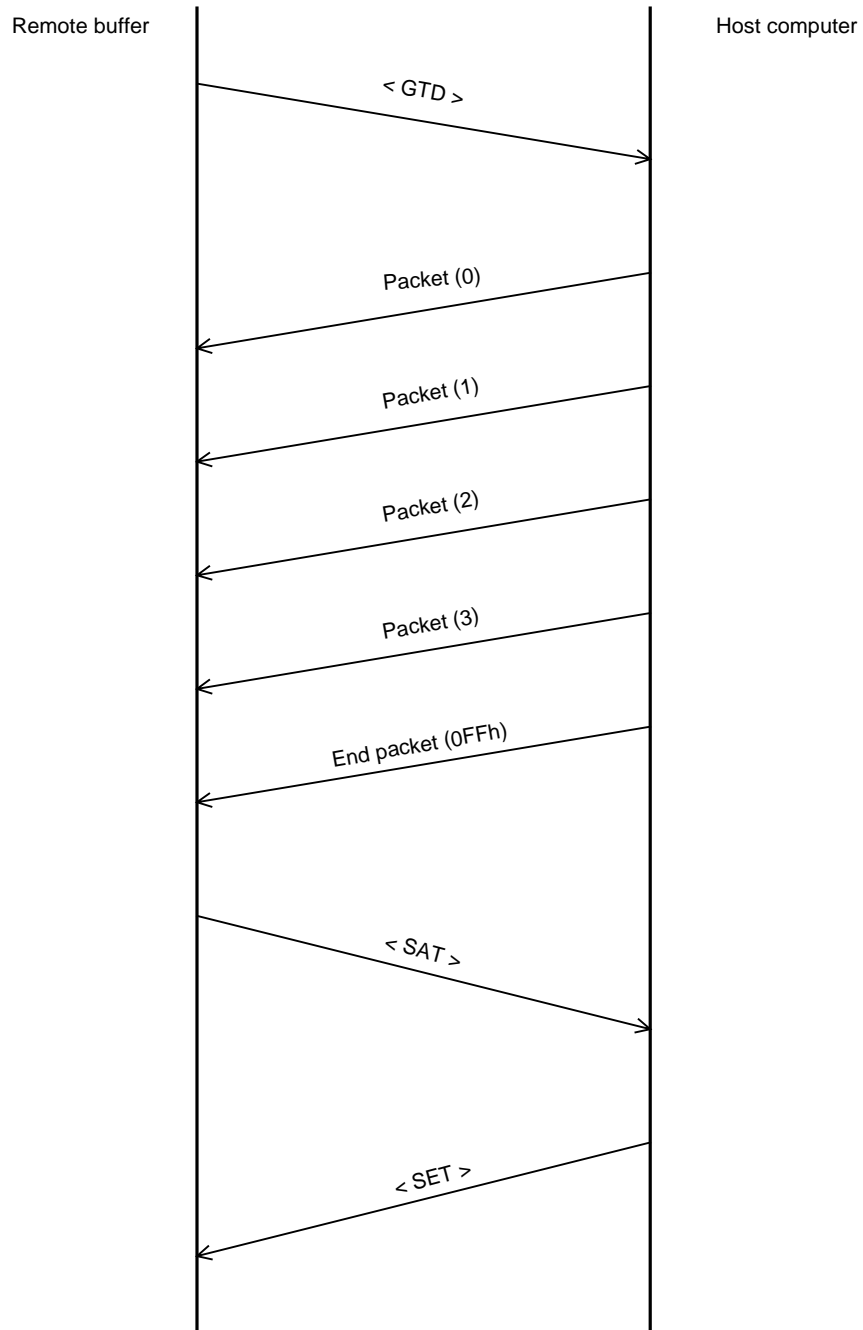 Remote buffer
Host computer
< GTD >
Packet (0)
Packet (1)
Packet (2)
Packet (3)
End packet (0FFh)
< SAT >
< SET >